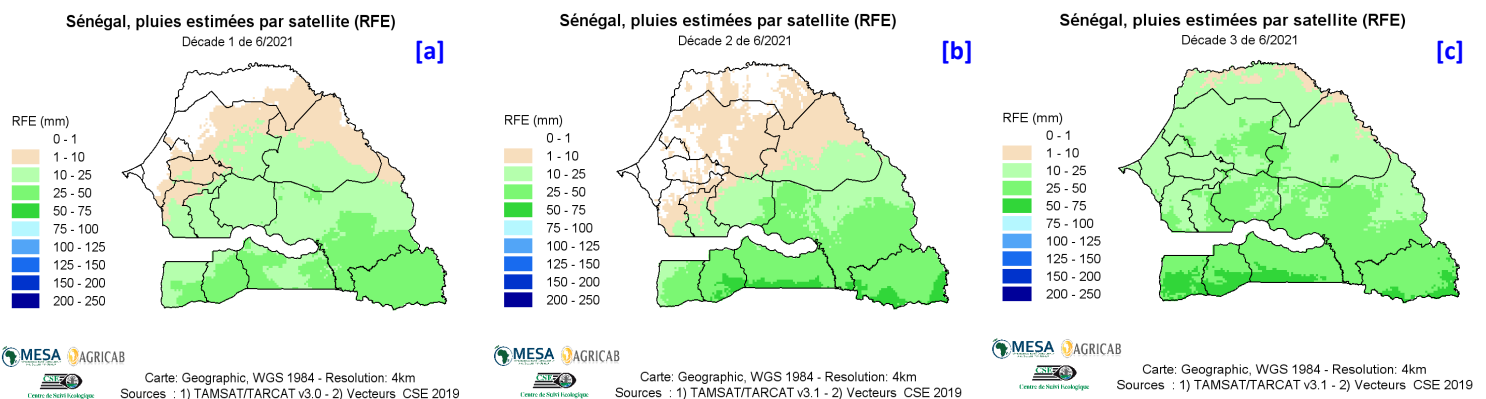 Sénégal, pluies estimées par satellite (RFE)
Décade 1 de 6/2021
[a]
RFE (mm)
0 - 1
1 - 10
10 - 25
25 - 50
50 - 75
75 - 100
100 - 125
125 - 150
150 - 200
200 - 250
MESA
AGRICAB
CSE
Centre de Suivi Ecologique
Carte: Geographic, WGS 1984 - Resolution: 4km
Sources : 1) TAMSAT/TARCAT v3.0 - 2) Vecteurs CSE 2019
Sénégal, pluies estimées par satellite (RFE)
Décade 2 de 6/2021
[b]
RFE (mm)
0 - 1
1 - 10
10 - 25
25 - 50
50 - 75
75 - 100
100 - 125
125 - 150
150 - 200
200 - 250
MESA
AGRICAB
CSE
Centre de Suivi Ecologique
Carte: Geographic, WGS 1984 - Resolution: 4km
Sources : 1) TAMSAT/TARCAT v3.1 - 2) Vecteurs CSE 2019
Sénégal, pluies estimées par satellite (RFE)
Décade 3 de 6/2021
[c]
RFE (mm)
0 - 1
1 - 10
10 - 25
25 - 50
50 - 75
75 - 100
100 - 125
125 - 150
150 - 200
200 - 250
MESA
AGRICAB
CSE
Centre de Suivi Ecologique
Carte: Geographic, WGS 1984 - Resolution: 4km
Sources : 1) TAMSAT/TARCAT v3.1 - 2) Vecteurs CSE 2019